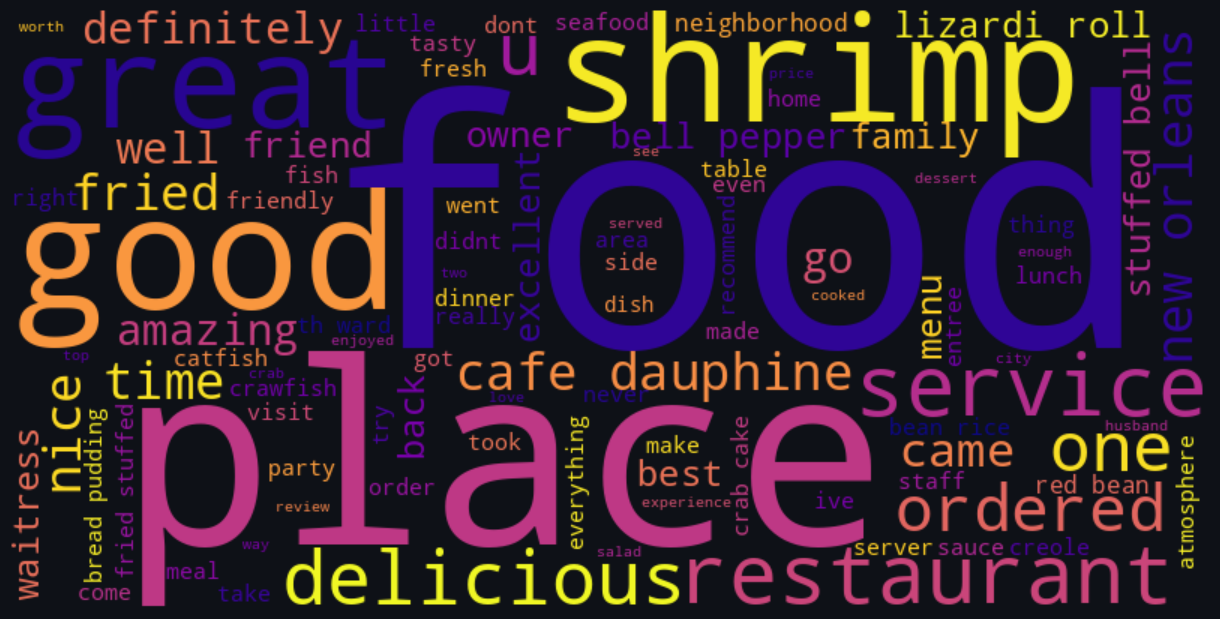 worth
definitely
little
dont
seafood
neighborhood
lizardi roll
great
tasty
u
shrimp
fresh
price
home
stuffed bell
new orleans
well
friend
owner
bell pepper
family
see
food
fish
table
even
dessert
right
fried
friendly
went
excellent
served
recommend
thing
good
didnt
area
side
go
enough
two
lunch
dinner
dish
cooked
menu
entree
really
amazing
th ward
enjoyed
made
top
catfish
got
cafe dauphine
city
service
nice
time
crab
crawfish
back
love
never
place
visit
try
bread pudding
fried stuffed
took
everything
make
crab cake
bean rice
husband
came
one
waitress
party
best
atmosphere
order
experience
ive
staff
red bean
review
ordered
way
salad
server
sauce
creole
meal
delicious
restaurant
come
take